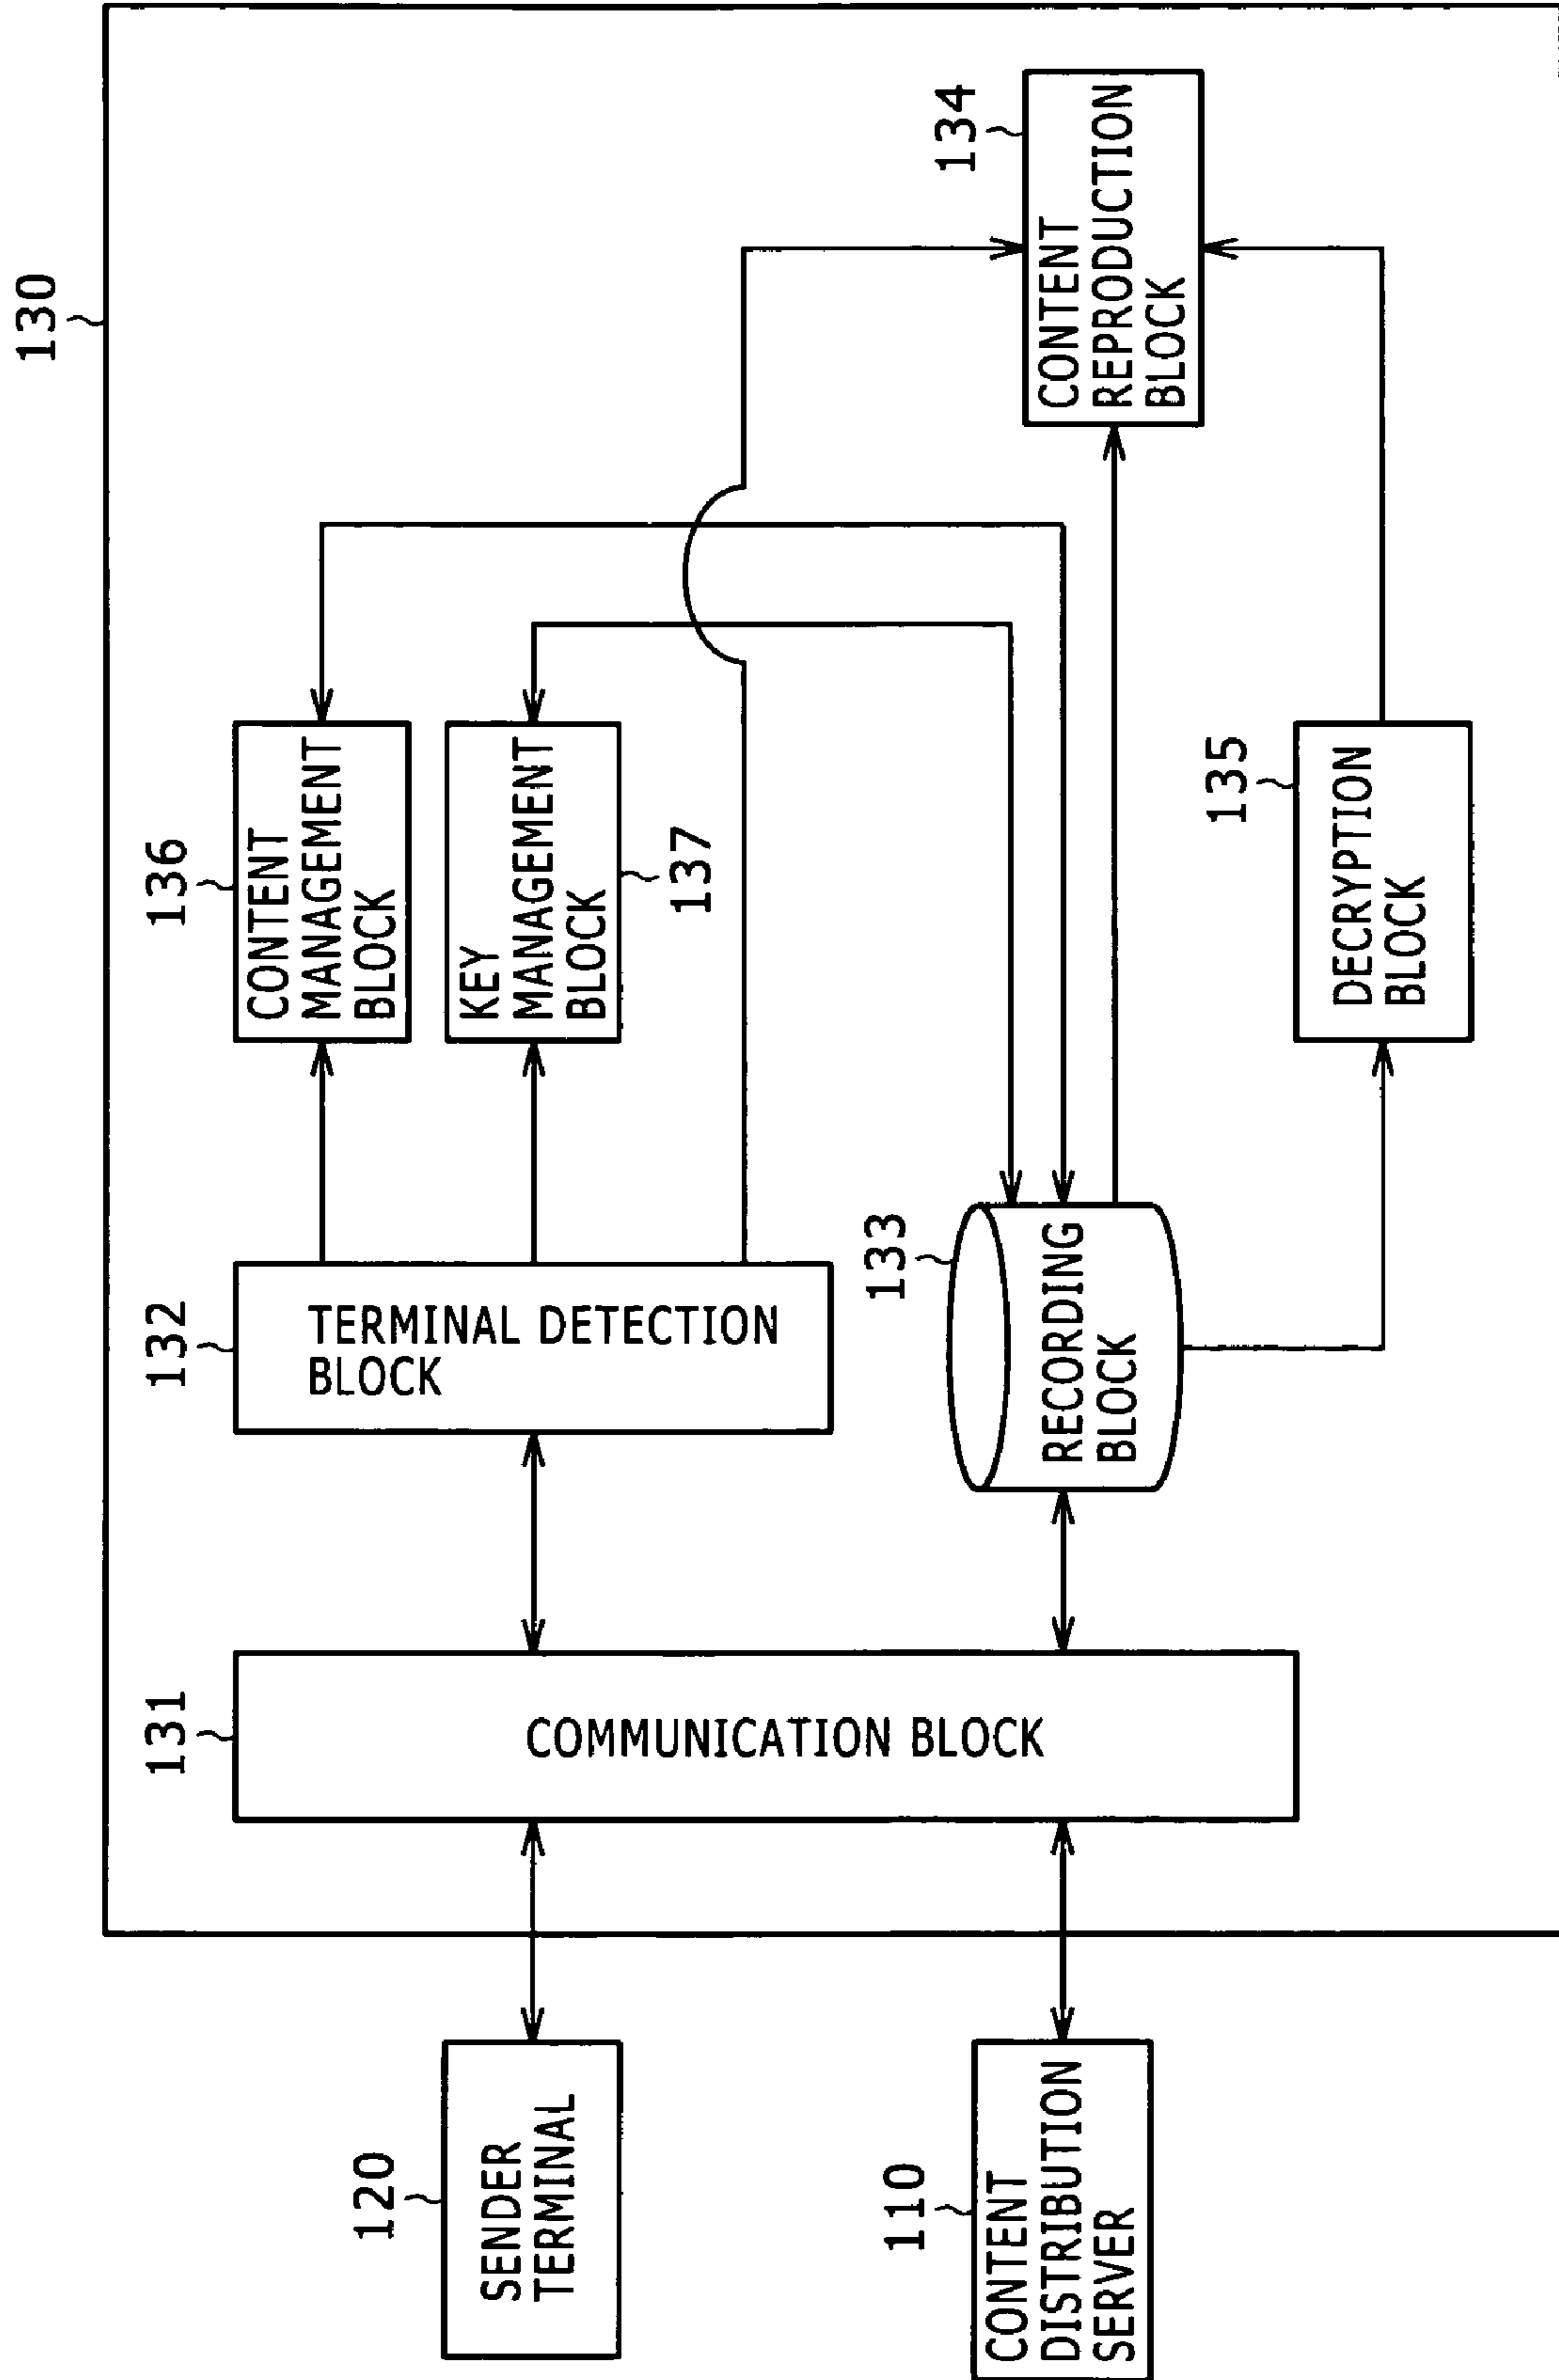 130
120
SENDER
TERMINAL
110
CONTENT
DISTRIBUTION
SERVER
131
COMMUNICATION BLOCK
132
TERMINAL DETECTION
BLOCK
133
RECORDING
BLOCK
136
CONTENT
MANAGEMENT
BLOCK
KEY
MANAGEMENT
BLOCK
137
135
DECRYPTION
BLOCK
134
CONTENT
REPRODUCTION
BLOCK